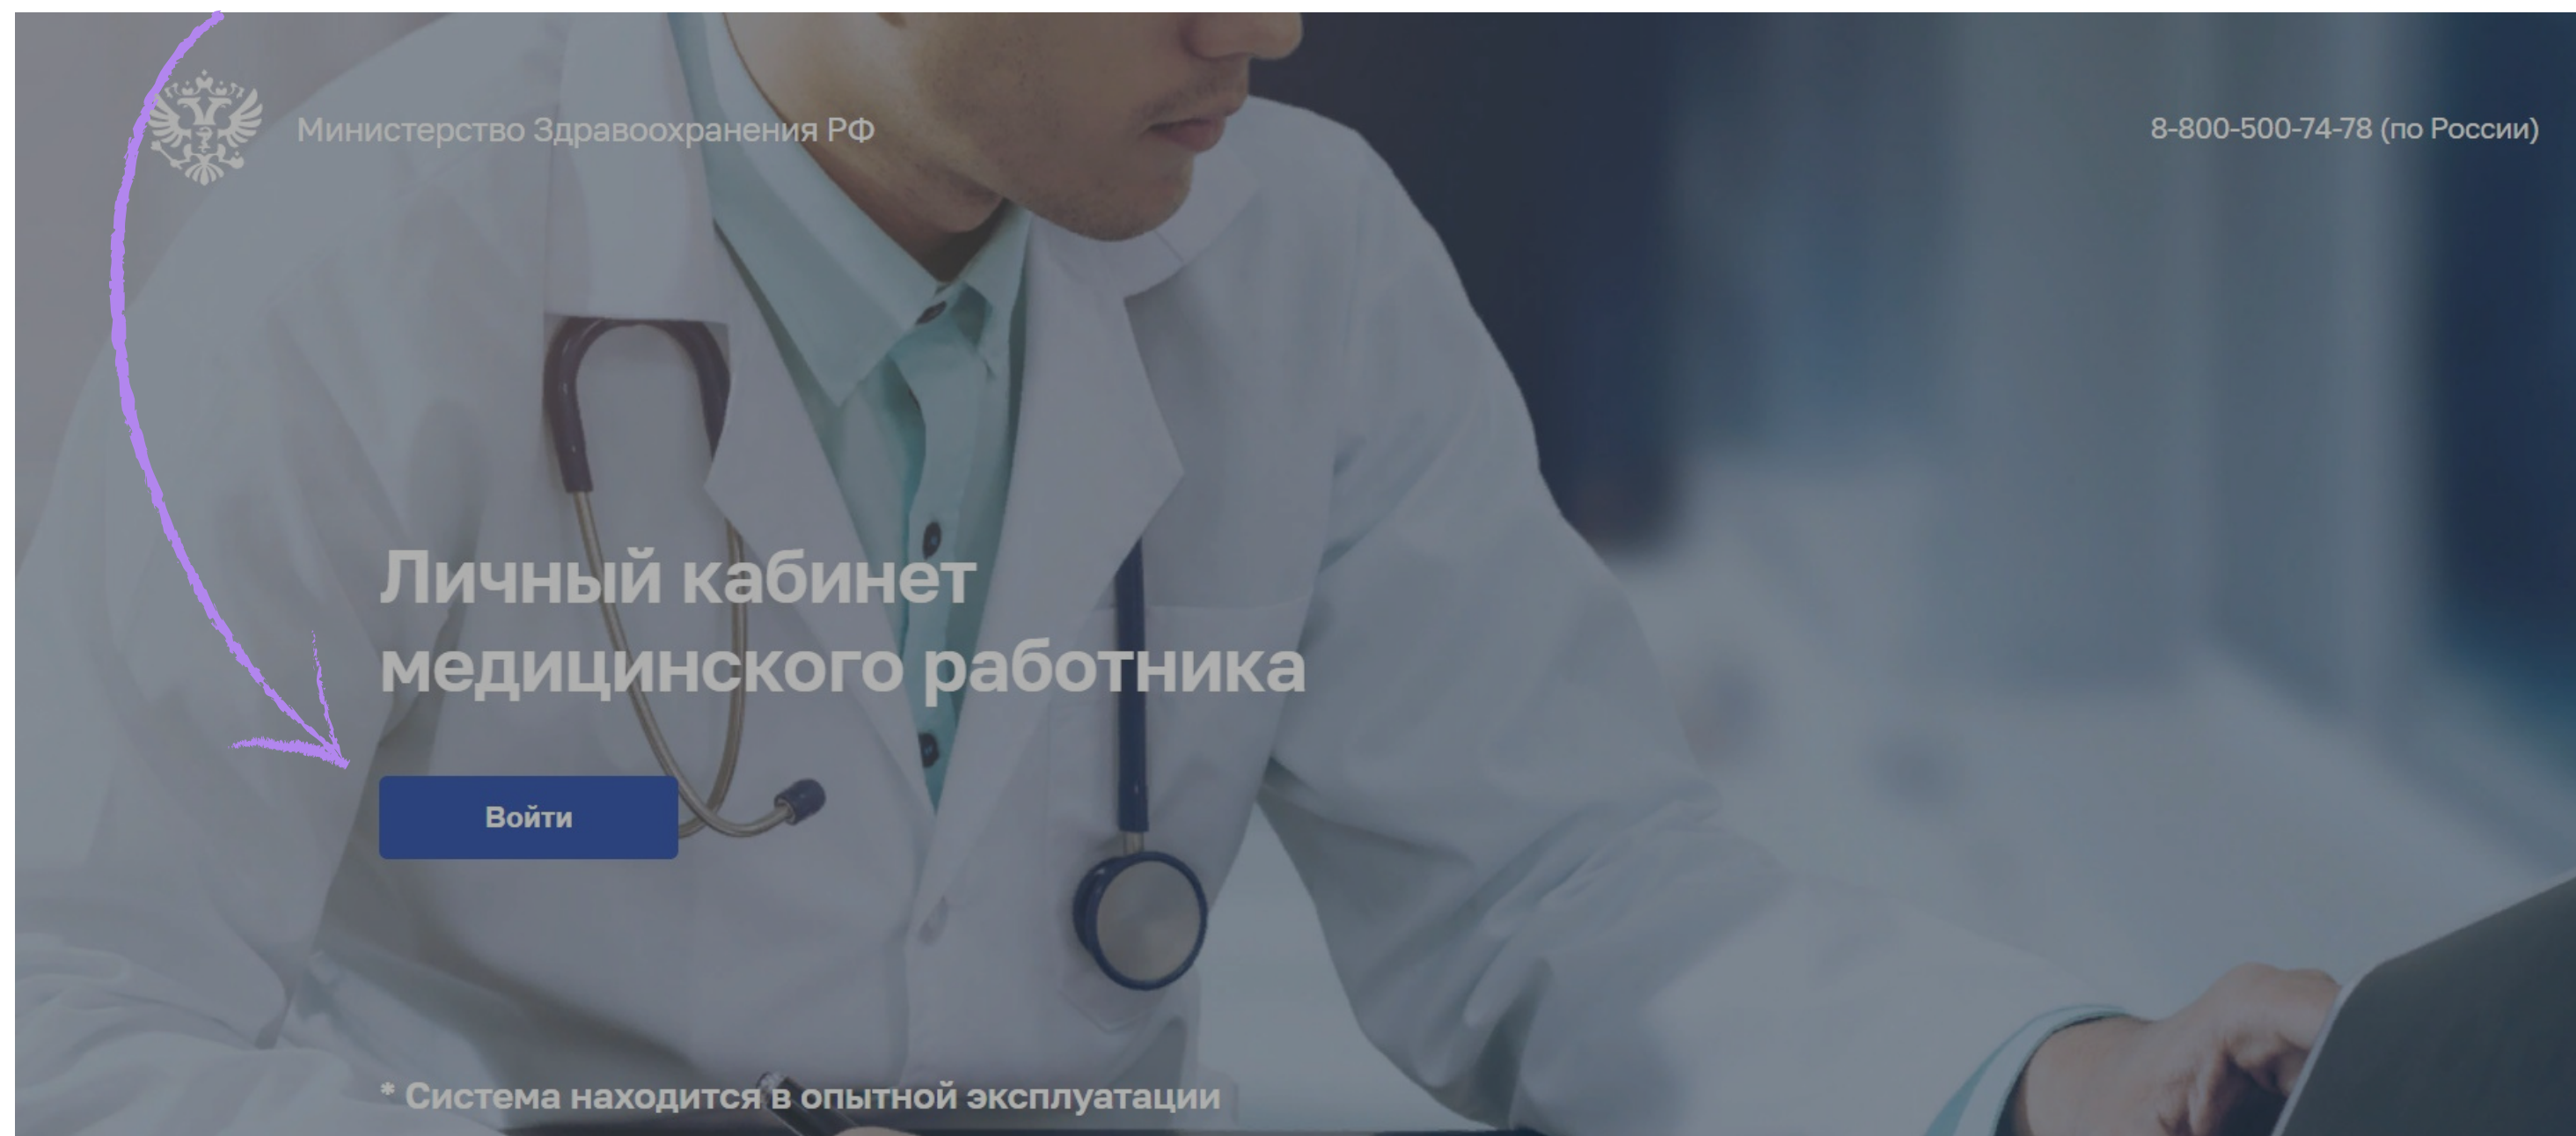 Министерство Здравоохранения РФ
8-800-500-74-78 (по России)
Личный кабинет
медицинского работника
Войти
* Система находится в опытной эксплуатации